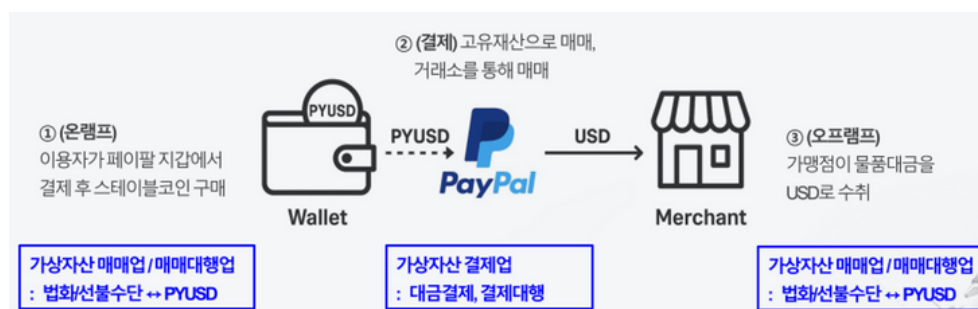 ② (결제) 고유재산으로 매매,
거래소를 통해 매매
① (온램프)
이용자가 페이팔 지갑에서
결제 후 스테이블코인 구매
PYUSD
Wallet
PYUSD
PayPal
USD
Merchant
③ (오프램프)
가맹점이 물품대금을
USD로 수취
가상자산 매매업 / 매매대행업
: 법화/선불수단 ↔ PYUSD
가상자산 결제업
: 대금결제, 결제대행
가상자산 매매업 / 매매대행업
: 법화/선불수단 ↔ PYUSD